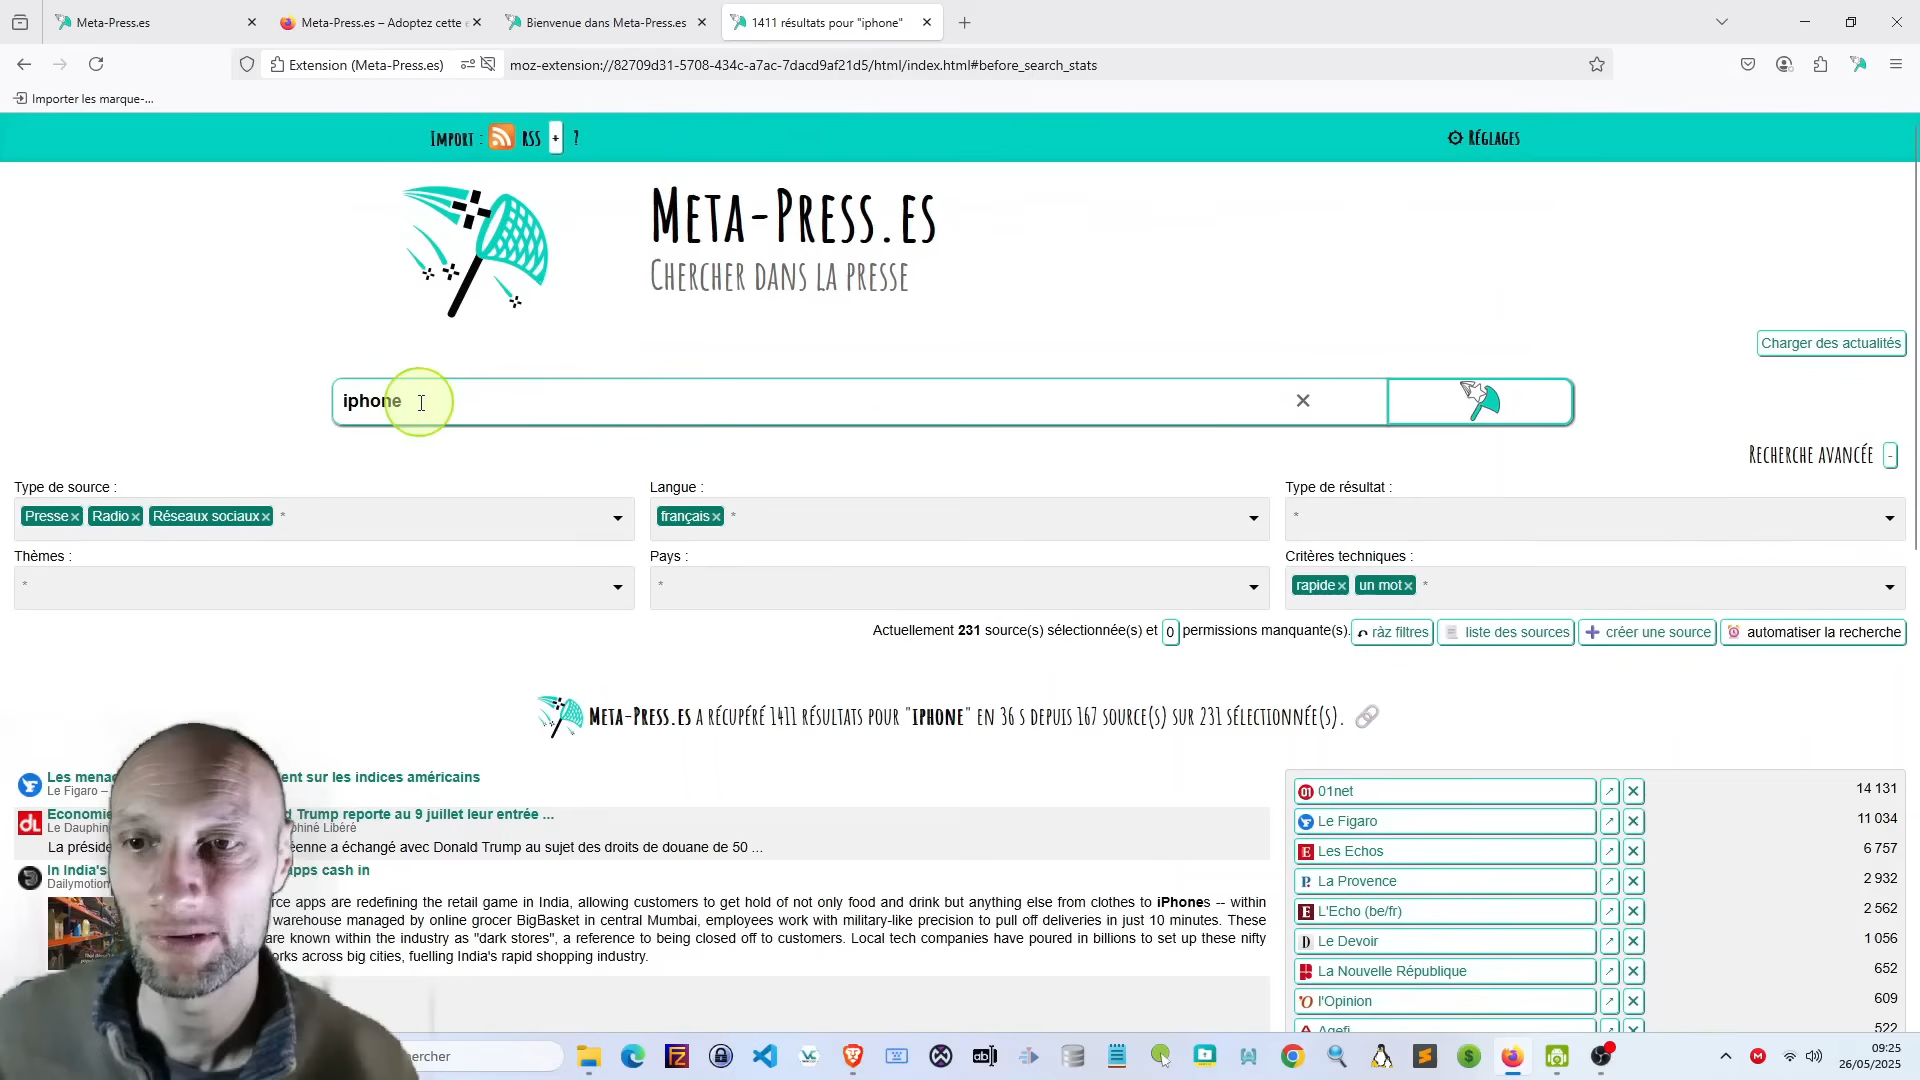 Meta-Press.es
Meta-Press.es – Adoptez cette
Bienvenue dans Meta-Press.es
1411 résultats pour "iphone"
Extension (Meta-Press.es)
moz-extension://82709d31-5708-434c-a7ac-7dacd9af21d5/html/index.html#before_search_stats
Importer les marque-...
Import : RSS + ?
Réglages
Meta-Press.es
Chercher dans la presse
Charger des actualités
iphone
Recherche avancée -
Type de source :
Langue :
Type de résultat :
Presse× Radio× Réseaux sociaux× *
français× *
*
Thèmes :
Pays :
Critères techniques :
*
*
rapide× un mot× *
Actuellement 231 source(s) sélectionnée(s) et 0 permissions manquante(s). ràz filtres liste des sources créer une source automatiser la recherche
Meta-Press.es a récupéré 1411 résultats pour "iphone" en 36 s depuis 167 source(s) sur 231 sélectionnée(s).
Les ent sur les indices américains
Le Figaro –
d Trump reporte au 9 juillet leur entrée ...
Le Dauphin phiné Libéré
La présid enne a échangé avec Donald Trump au sujet des droits de douane de 50 ...
In India's apps cash in
Dailymotion
rce apps are redefining the retail game in India, allowing customers to get hold of not only food and drink but anything else from clothes to iPhones -- within
warehouse managed by online grocer BigBasket in central Mumbai, employees work with military-like precision to pull off deliveries in just 10 minutes. These
are known within the industry as "dark stores", a reference to being closed off to customers. Local tech companies have poured in billions to set up these nifty
orks across big cities, fuelling India's rapid shopping industry.
01net 14 131
Le Figaro 11 034
Les Echos 6 757
La Provence 2 932
L'Echo (be/fr) 2 562
Le Devoir 1 056
La Nouvelle République 652
l'Opinion 609
Agefi 522
ercher
09:25
26/05/2025